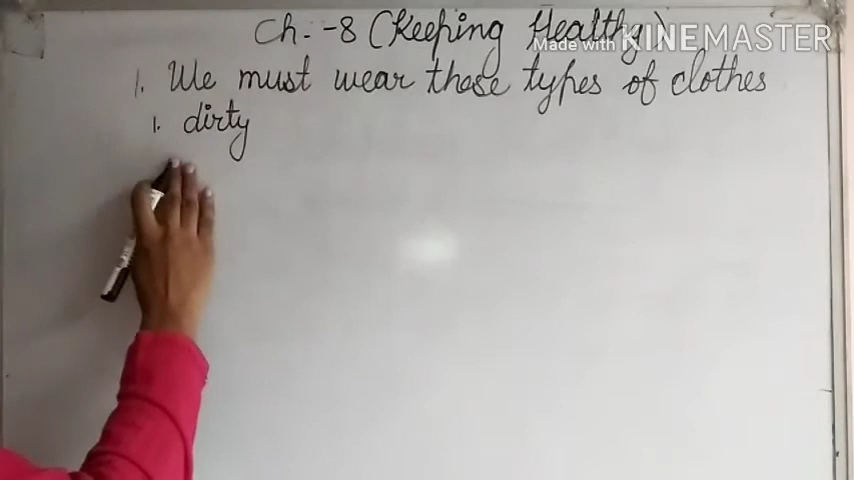 Ch. -8 (Keeping Healthy)
Made with KINEMASTER
1. We must wear these types of clothes
1. dirty